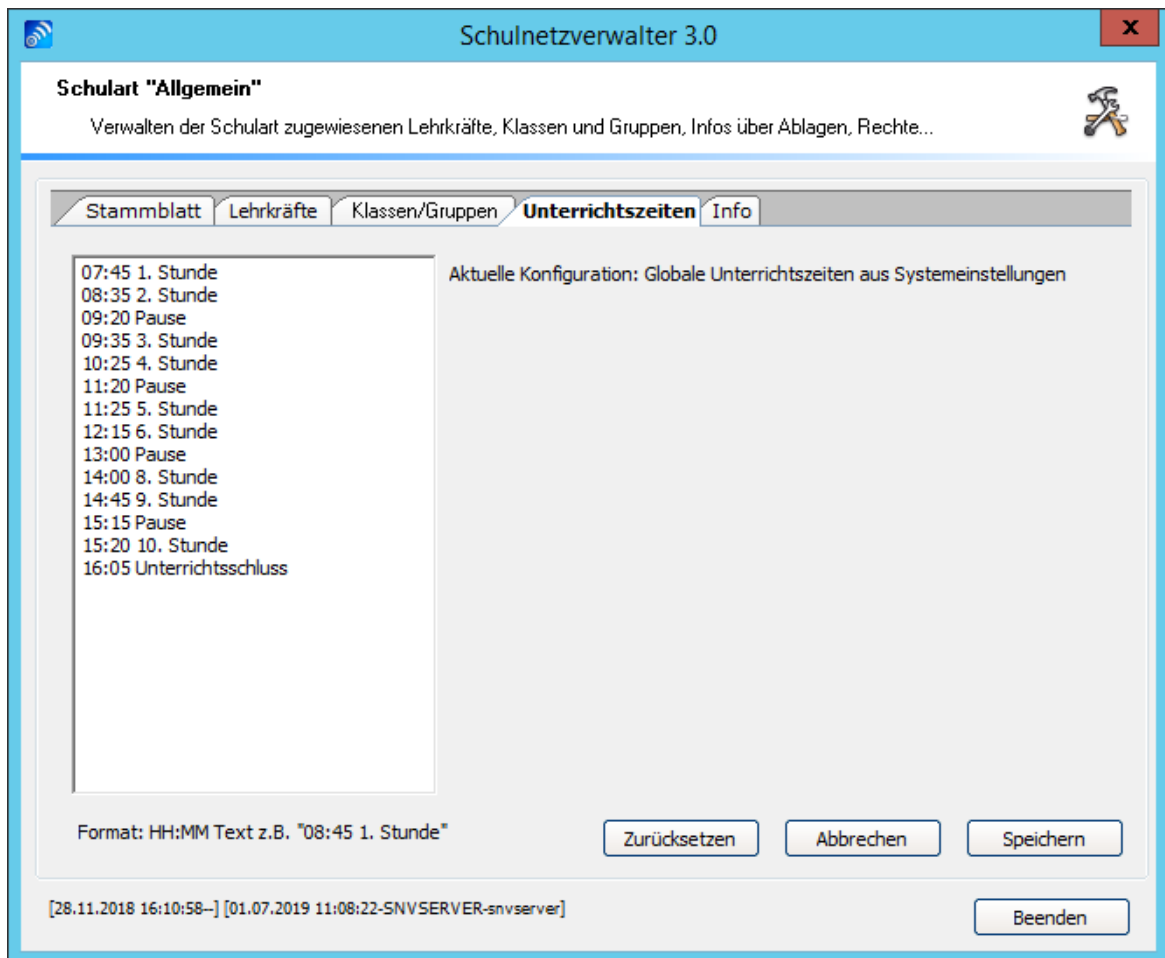 Schulnetzverwalter 3.0
x
Schulart "Allgemein"
Verwalten der Schulart zugewiesenen Lehrkräfte, Klassen und Gruppen, Infos über Ablagen, Rechte...
Stammblatt Lehrkräfte Klassen/Gruppen Unterrichtszeiten Info
07:45 1. Stunde
Aktuelle Konfiguration: Globale Unterrichtszeiten aus Systemeinstellungen
08:35 2. Stunde
09:20 Pause
09:35 3. Stunde
10:25 4. Stunde
11:20 Pause
11:25 5. Stunde
12:15 6. Stunde
13:00 Pause
14:00 8. Stunde
14:45 9. Stunde
15:15 Pause
15:20 10. Stunde
16:05 Unterrichtsschluss
Format: HH:MM Text z.B. "08:45 1. Stunde"
Zurücksetzen Abbrechen Speichern
[28.11.2018 16:10:58--] [01.07.2019 11:08:22-SNVSERVER-snvserver]
Beenden